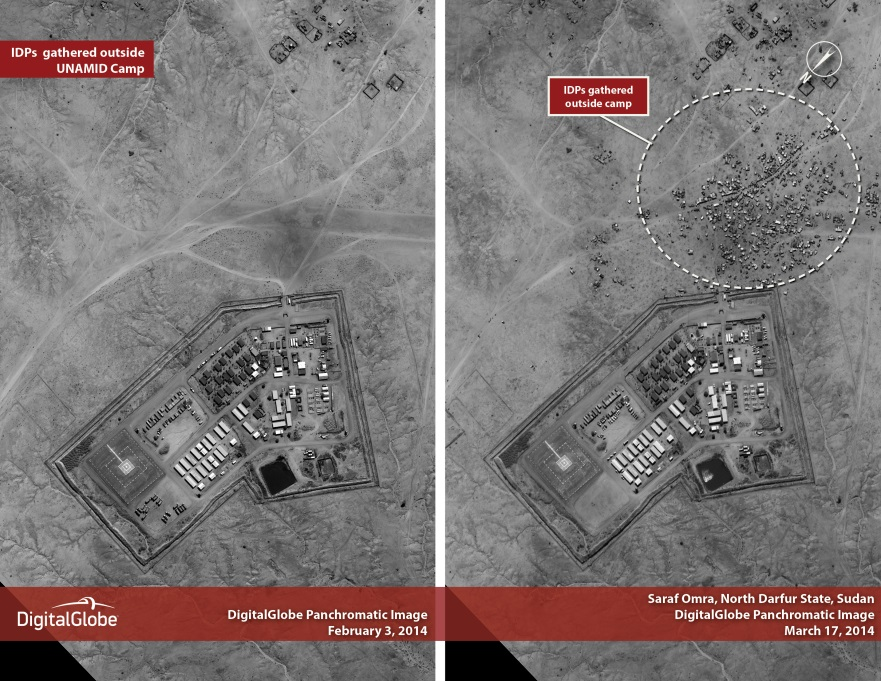 IDPs gathered outside
UNAMID Camp
DigitalGlobe
DigitalGlobe Panchromatic Image
February 3, 2014
IDPs gathered
outside camp
N
Saraf Omra, North Darfur State, Sudan
DigitalGlobe Panchromatic Image
March 17, 2014